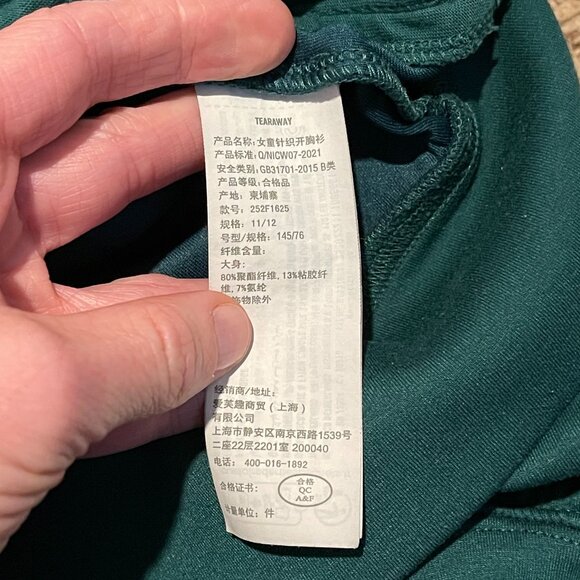 TEARAWAY
产品名称: 女童针织开胸衫
产品标准: Q/NICW07-2021
安全类别: GB31701-2015 B类
产品等级: 合格品
产地: 柬埔寨
款号: 252F1625
规格: 11/12
号型/规格: 145/76
纤维含量:
大身:
80%聚酯纤维, 13%粘胶纤
维, 7%氨纶
饰物除外
经销商/地址:
爱芙趣商贸(上海)
有限公司
上海市静安区南京西路1539号
二座22层2201室 200040
电话: 400-016-1892
合格证书:
合格
QC
A&F
计量单位: 件